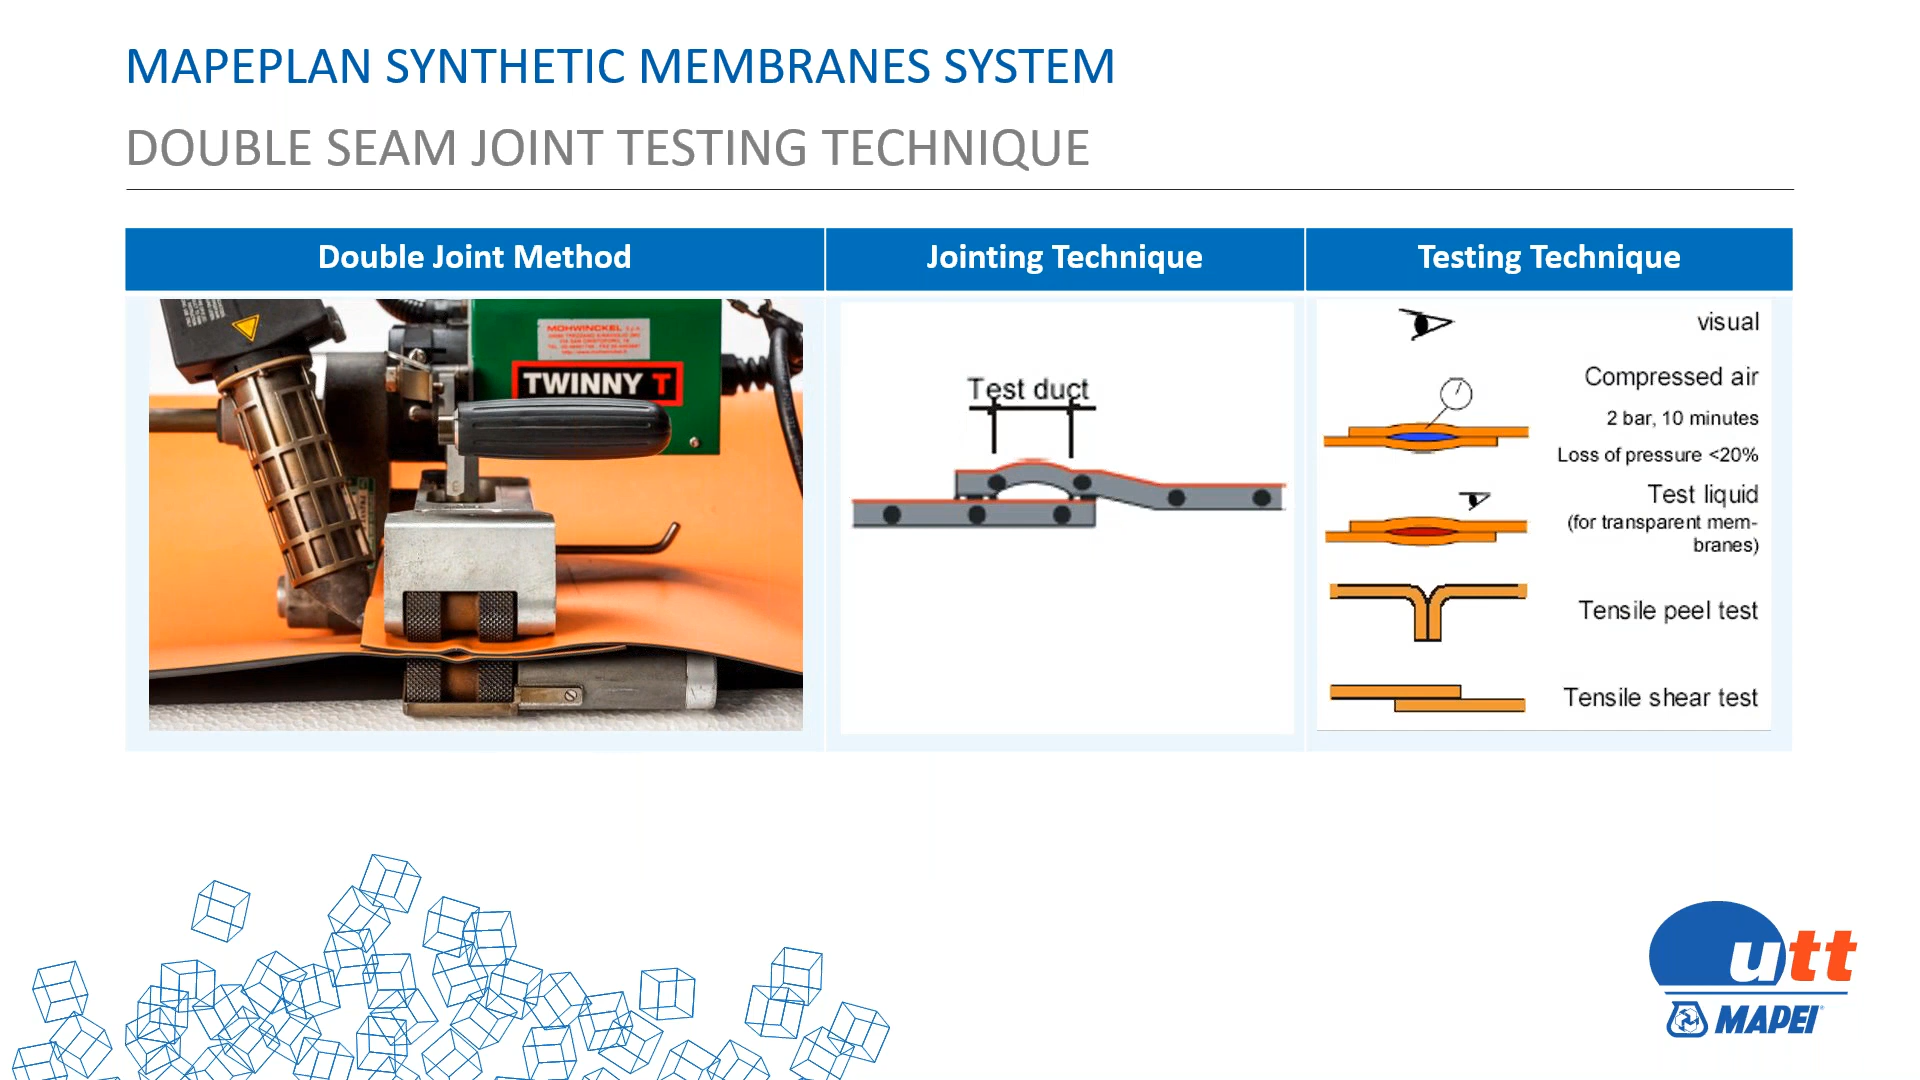 MAPEPLAN SYNTHETIC MEMBRANES SYSTEM
DOUBLE SEAM JOINT TESTING TECHNIQUE
Double Joint Method
Jointing Technique
Testing Technique
MOHWINCKEL
TWINNY T
Test duct
visual
Compressed air
2 bar, 10 minutes
Loss of pressure <20%
Test liquid
(for transparent mem-
branes)
Tensile peel test
Tensile shear test
utt
MAPEI